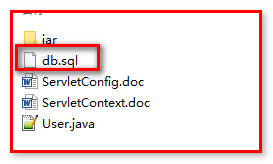 jar
db.sql
ServletConfig.doc
ServletContext.doc
User.java